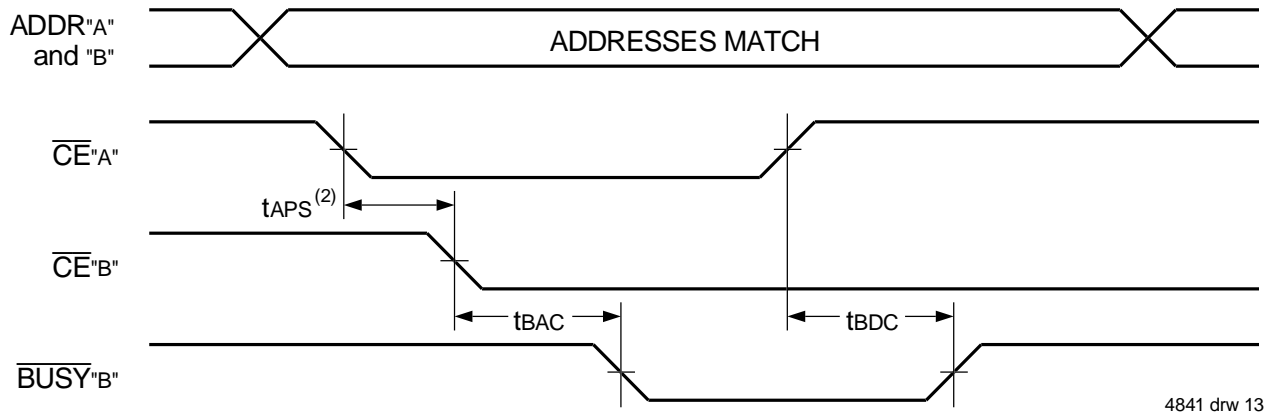 ADDR"A"
and "B"
ADDRESSES MATCH
CE"A"
tAPS(2)
CE"B"
tBAC
tBDC
BUSY"B"
4841 drw 13